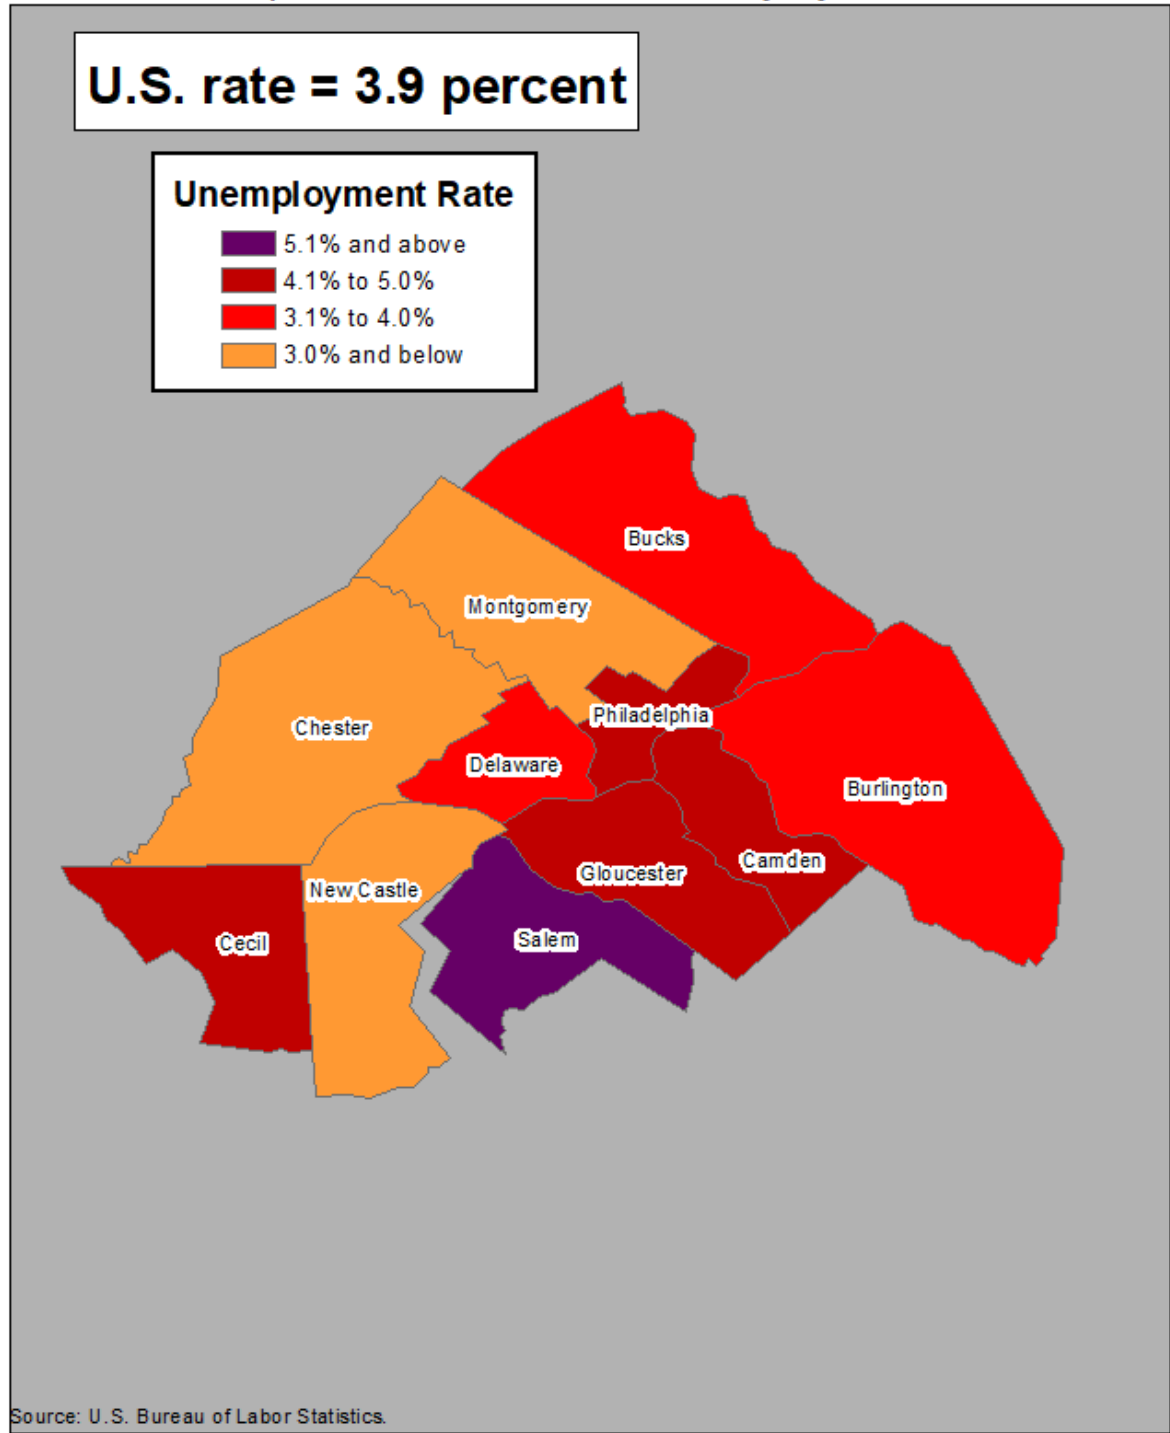 U.S. rate = 3.9 percent
Unemployment Rate
5.1% and above
4.1% to 5.0%
3.1% to 4.0%
3.0% and below
Bucks
Montgomery
Philadelphia
Chester
Delaware
Burlington
Camden
Gloucester
New Castle
Salem
Cecil
Source: U.S. Bureau of Labor Statistics.